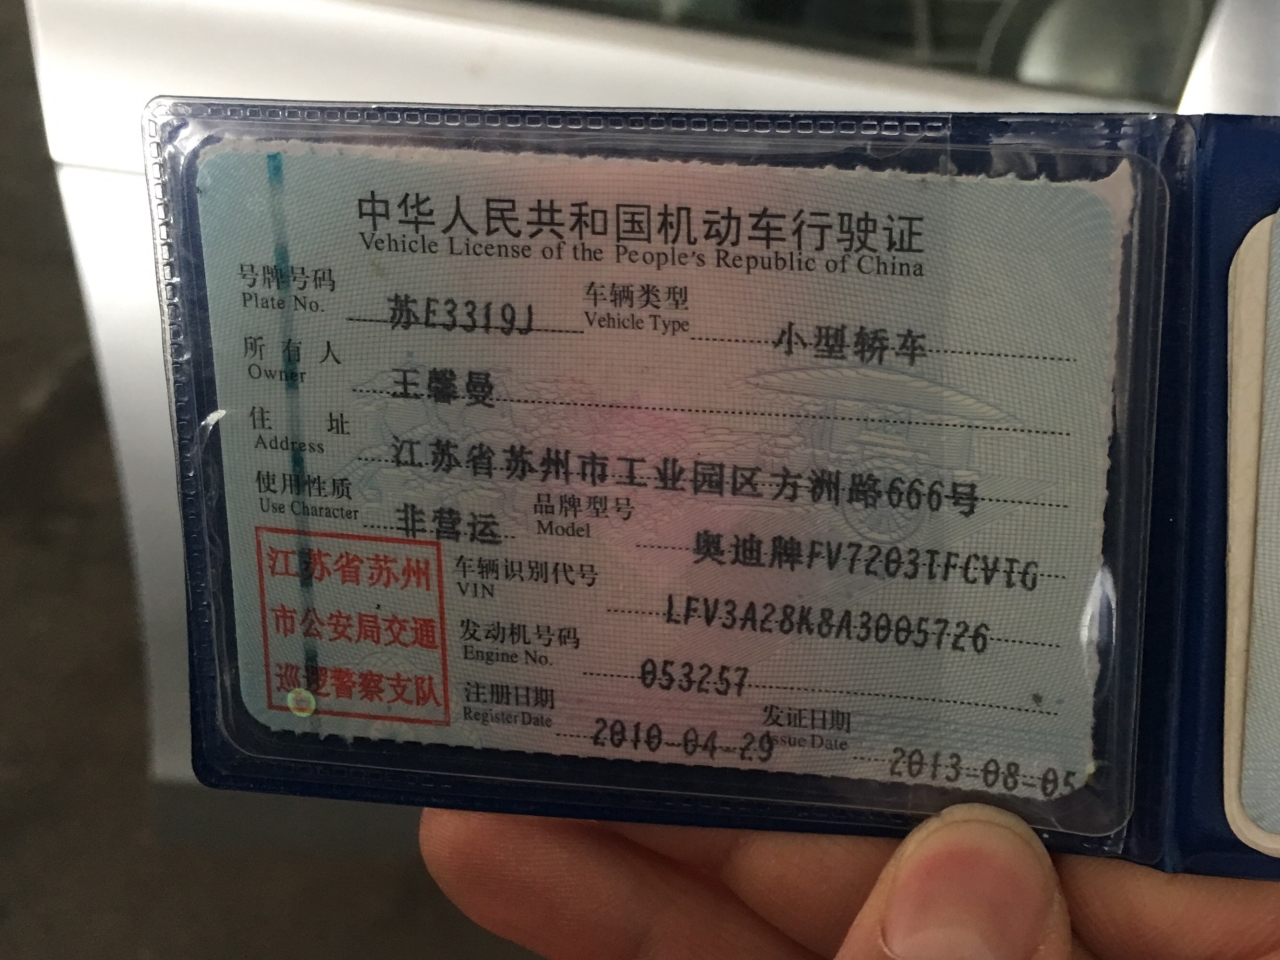 中华人民共和国机动车行驶证
Vehicle License of the People's Republic of China
号牌号码 苏E3319J 车辆类型 小型轿车
Plate No. Vehicle Type
所有人 王馨曼
Owner
住址 江苏省苏州市工业园区方洲路666号
Address
使用性质 非营运 品牌型号 奥迪牌FV7203TFCVTG
Use Character Model
江苏省苏州
市公安局交通
巡逻警察支队
车辆识别代号 LFV3A28K8A3005726
VIN
发动机号码 053257
Engine No.
注册日期 2010-04-29 发证日期 2013-08-05
Register Date Issue Date